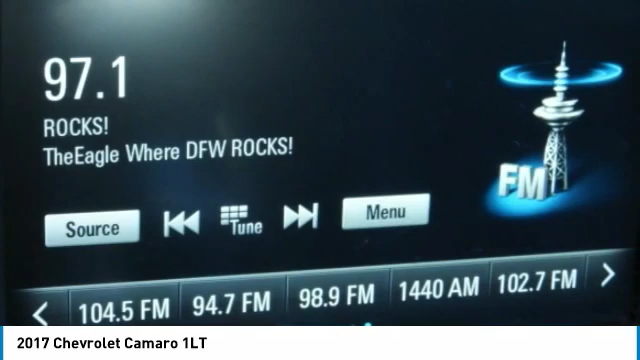 97.1
ROCKS!
TheEagle Where DFW ROCKS!
FM
Source
Tune
Menu
104.5 FM 94.7 FM 98.9 FM 1440 AM 102.7 FM
2017 Chevrolet Camaro 1LT